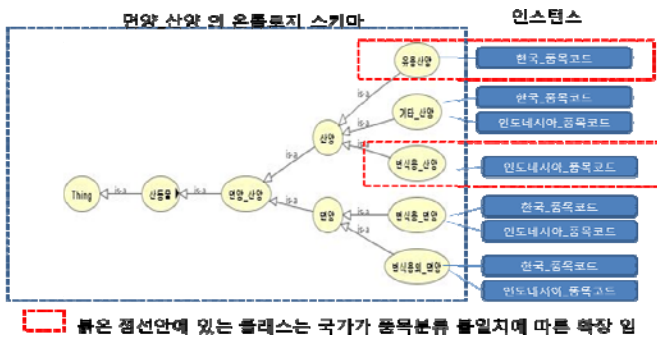 면양_산양 의 온톨로지 스키마
인스턴스
유용산양
한국_품목코드
기타_산양
한국_품목코드
인도네시아_품목코드
산양
is-a
is-a
is-a
번식용_산양
인도네시아_품목코드
is-a
Thing
is-a
산동물
is-a
면양_산양
is-a
면양
is-a
번식용_면양
한국_품목코드
인도네시아_품목코드
is-a
번식용외_면양
한국_품목코드
인도네시아_품목코드
붉은 점선안에 있는 클래스는 국가가 품목분류 불일치에 따른 확장 임